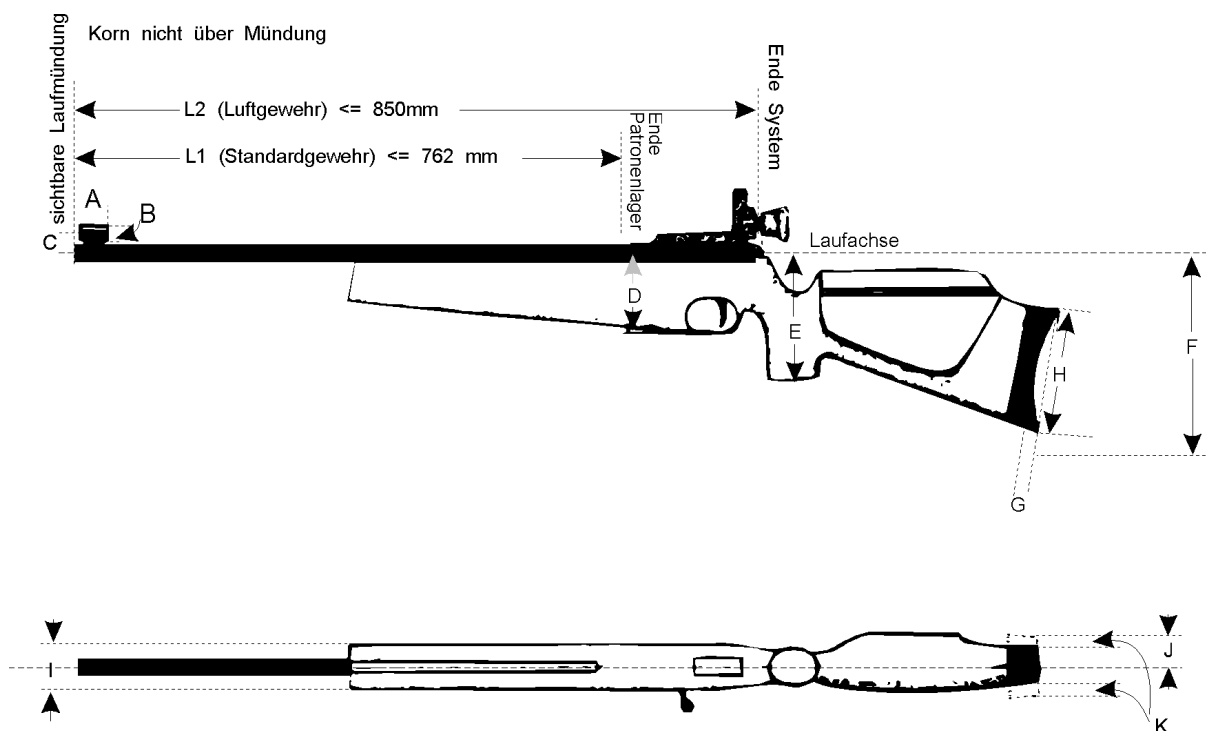 Korn nicht über Mündung
sichtbare Laufmündung
Ende System
L2 (Luftgewehr) <= 850mm
Ende
Patronenlager
L1 (Standardgewehr) <= 762 mm
A
B
C
Laufachse
D
E
F
H
G
I
J
K